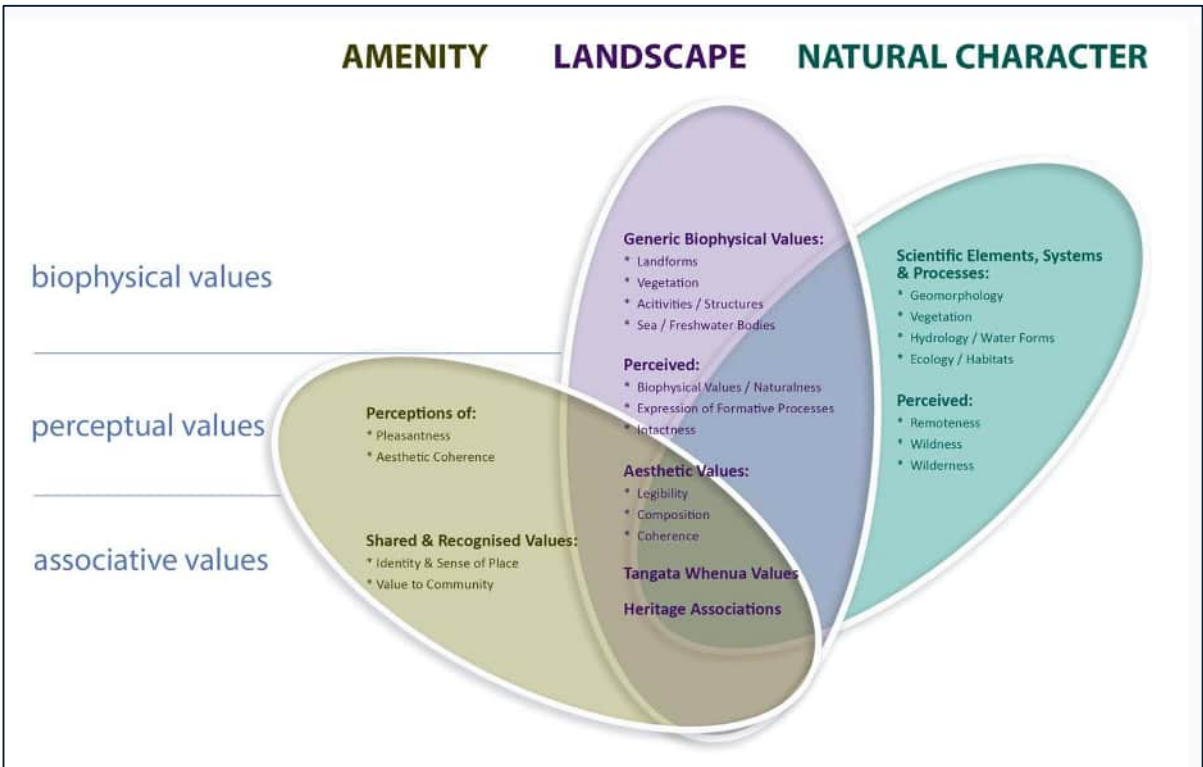 AMENITY LANDSCAPE NATURAL CHARACTER
biophysical values
perceptual values
associative values
Perceptions of:
* Pleasantness
* Aesthetic Coherence
Shared & Recognised Values:
* Identity & Sense of Place
* Value to Community
Generic Biophysical Values:
* Landforms
* Vegetation
* Acitivities / Structures
* Sea / Freshwater Bodies
Perceived:
* Biophysical Values / Naturalness
* Expression of Formative Processes
* Intactness
Aesthetic Values:
* Legibility
* Composition
* Coherence
Tangata Whenua Values
Heritage Associations
Scientific Elements, Systems
& Processes:
* Geomorphology
* Vegetation
* Hydrology / Water Forms
* Ecology / Habitats
Perceived:
* Remoteness
* Wildness
* Wilderness